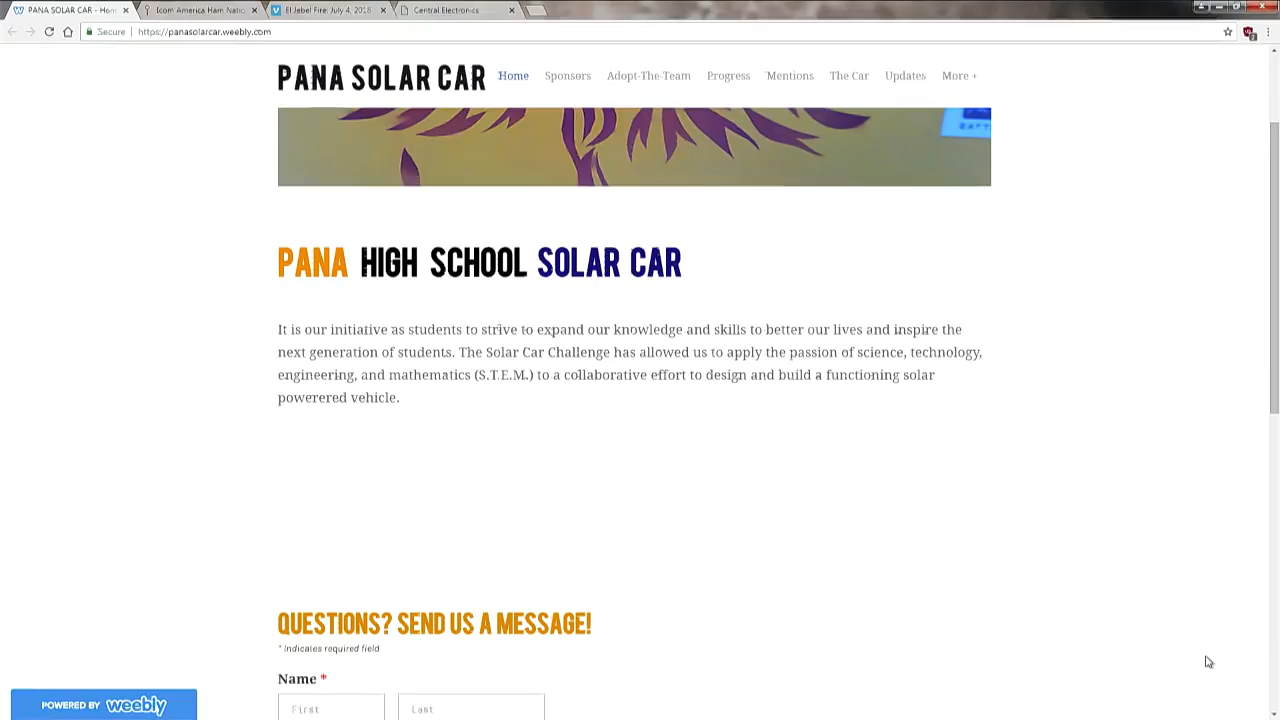 PANA SOLAR CAR - Hom
Icom America Ham Natio
El Jebel Fire: July 4, 2018
Central Electronics
Secure
https://panasolarcar.weebly.com
PANA SOLAR CAR
Home Sponsors Adopt-The-Team Progress Mentions The Car Updates More +
PANA HIGH SCHOOL SOLAR CAR
It is our initiative as students to strive to expand our knowledge and skills to better our lives and inspire the
next generation of students. The Solar Car Challenge has allowed us to apply the passion of science, technology,
engineering, and mathematics (S.T.E.M.) to a collaborative effort to design and build a functioning solar
powerered vehicle.
QUESTIONS? SEND US A MESSAGE!
* Indicates required field
Name *
First Last
POWERED BY weebly